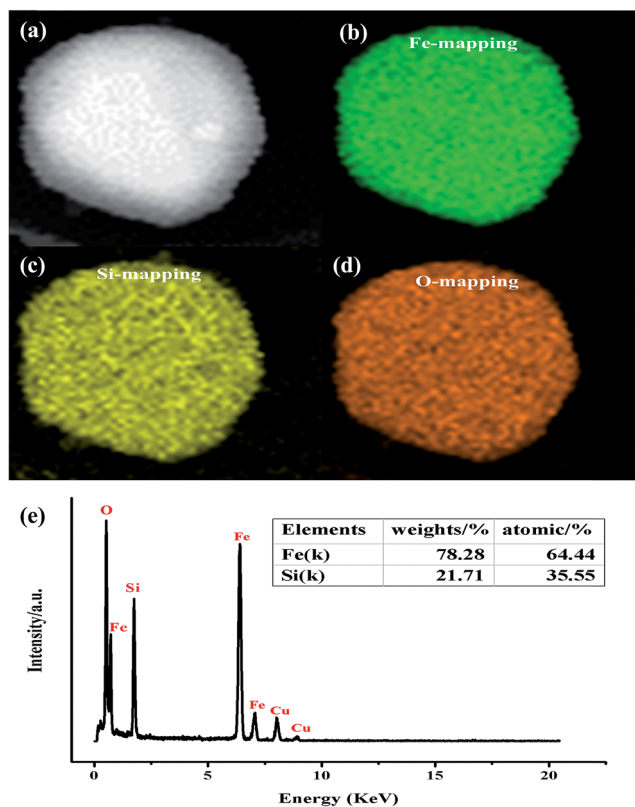 (a)
(b)
Fe-mapping
(c)
Si-mapping
(d)
O-mapping
(e)
O
Fe
Si
Fe
Fe
Cu
Cu
Elements weights/% atomic/%
Fe(k) 78.28 64.44
Si(k) 21.71 35.55
Intensity/a.u.
0 5 10 15 20
Energy (KeV)